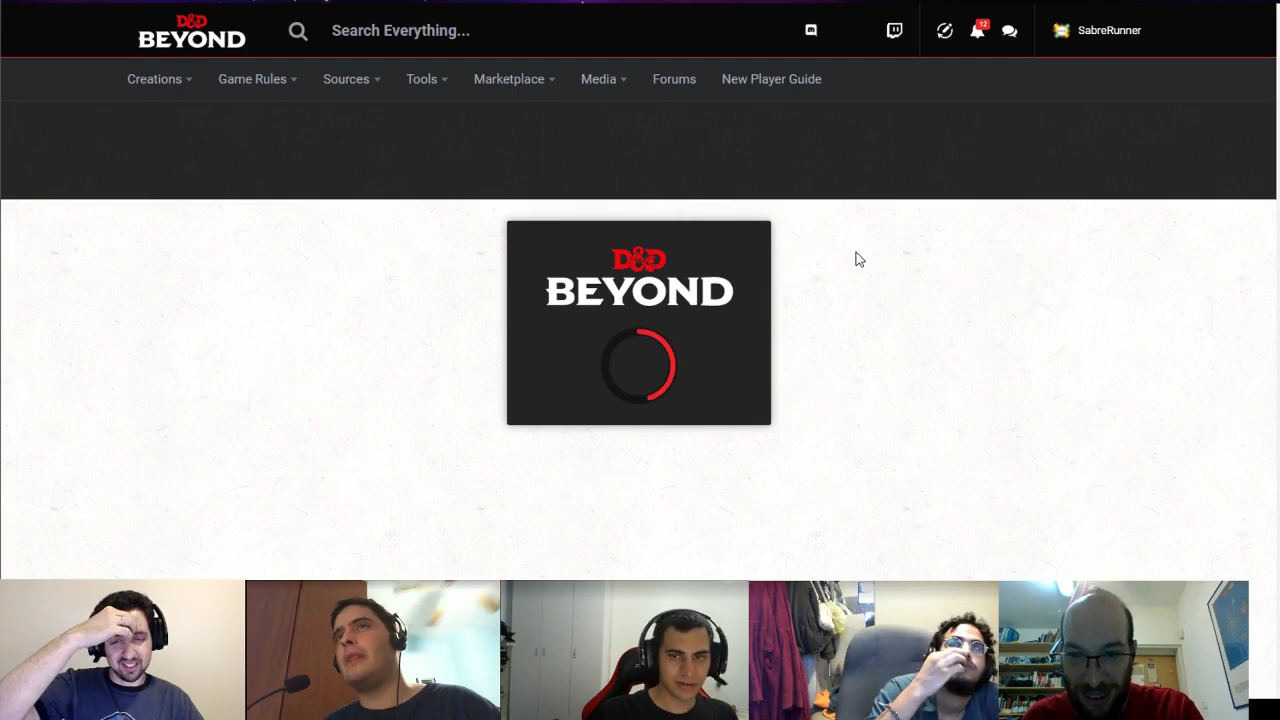 D&D
BEYOND
Search Everything...
12
SabreRunner
Creations
Game Rules
Sources
Tools
Marketplace
Media
Forums
New Player Guide
D&D
BEYOND